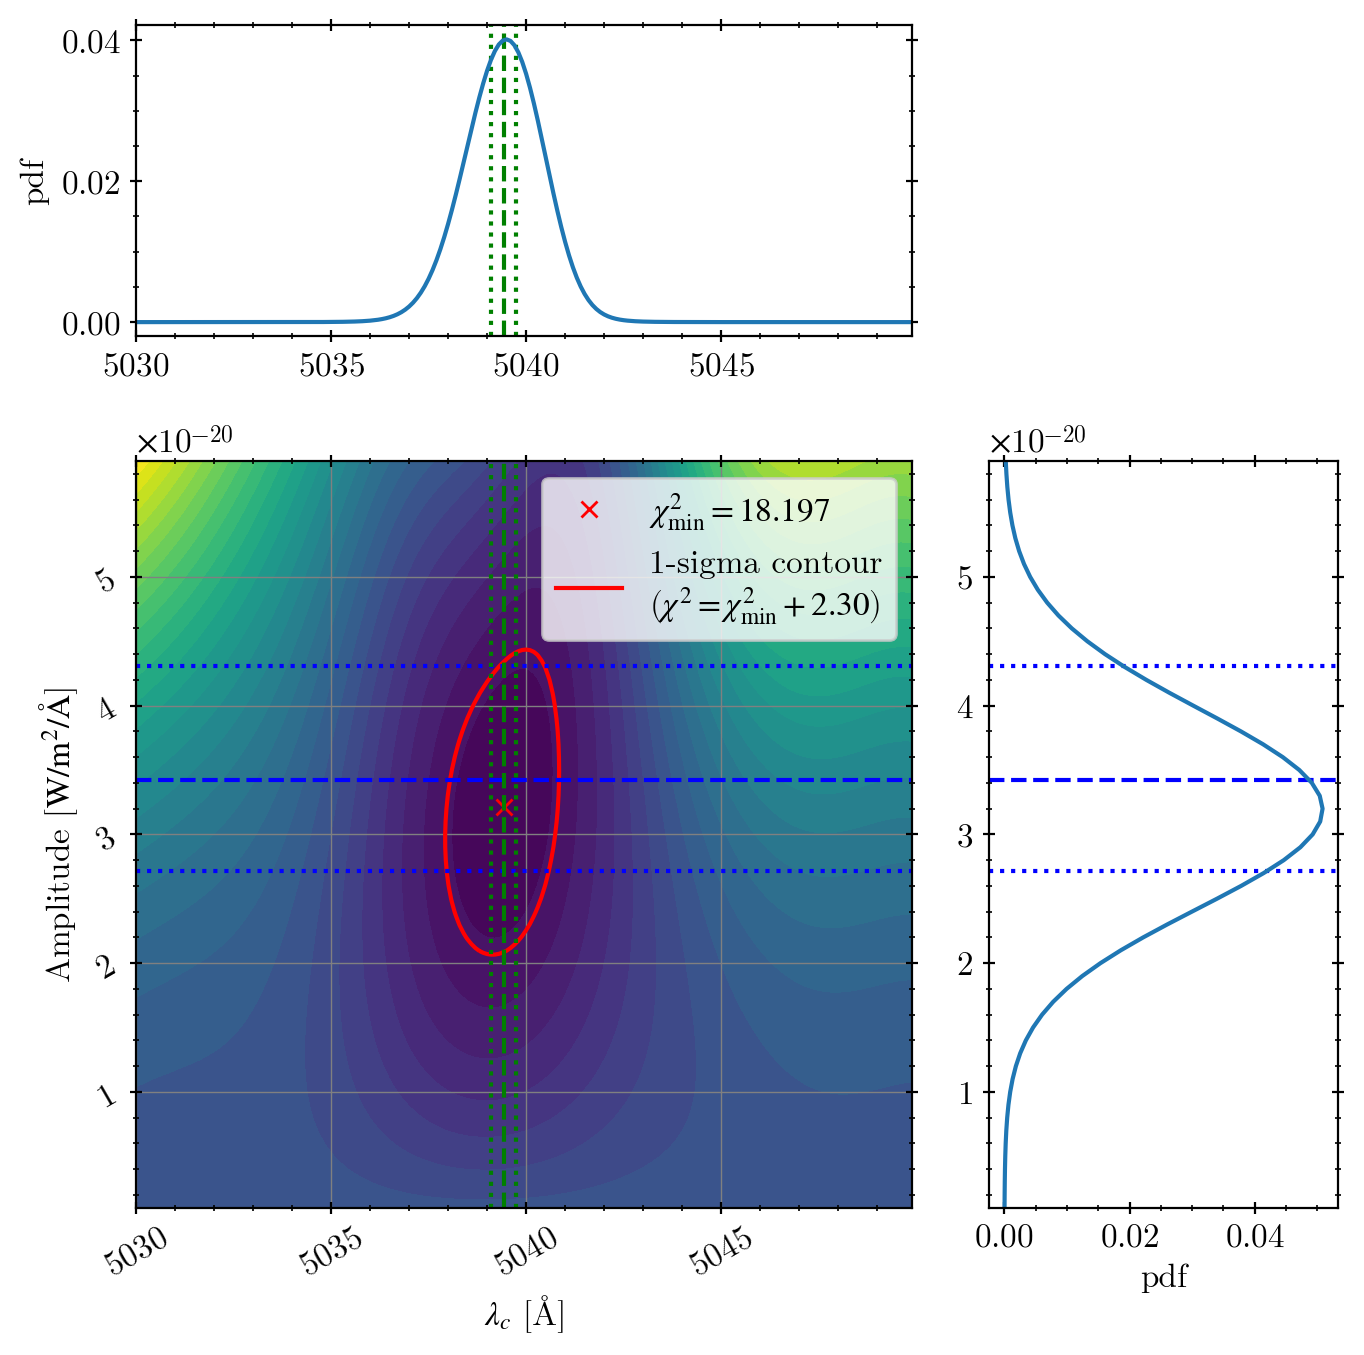 0.04
0.02
0.00
pdf
5030 5035 5040 5045
×10⁻²⁰ ×10⁻²⁰
χ²min = 18.197
1-sigma contour
(χ² = χ²min + 2.30)
5 5
4 4
3 3
2 2
1 1
Amplitude [W/m²/Å]
5030 5035 5040 5045
λc [Å]
0.00 0.02 0.04
pdf